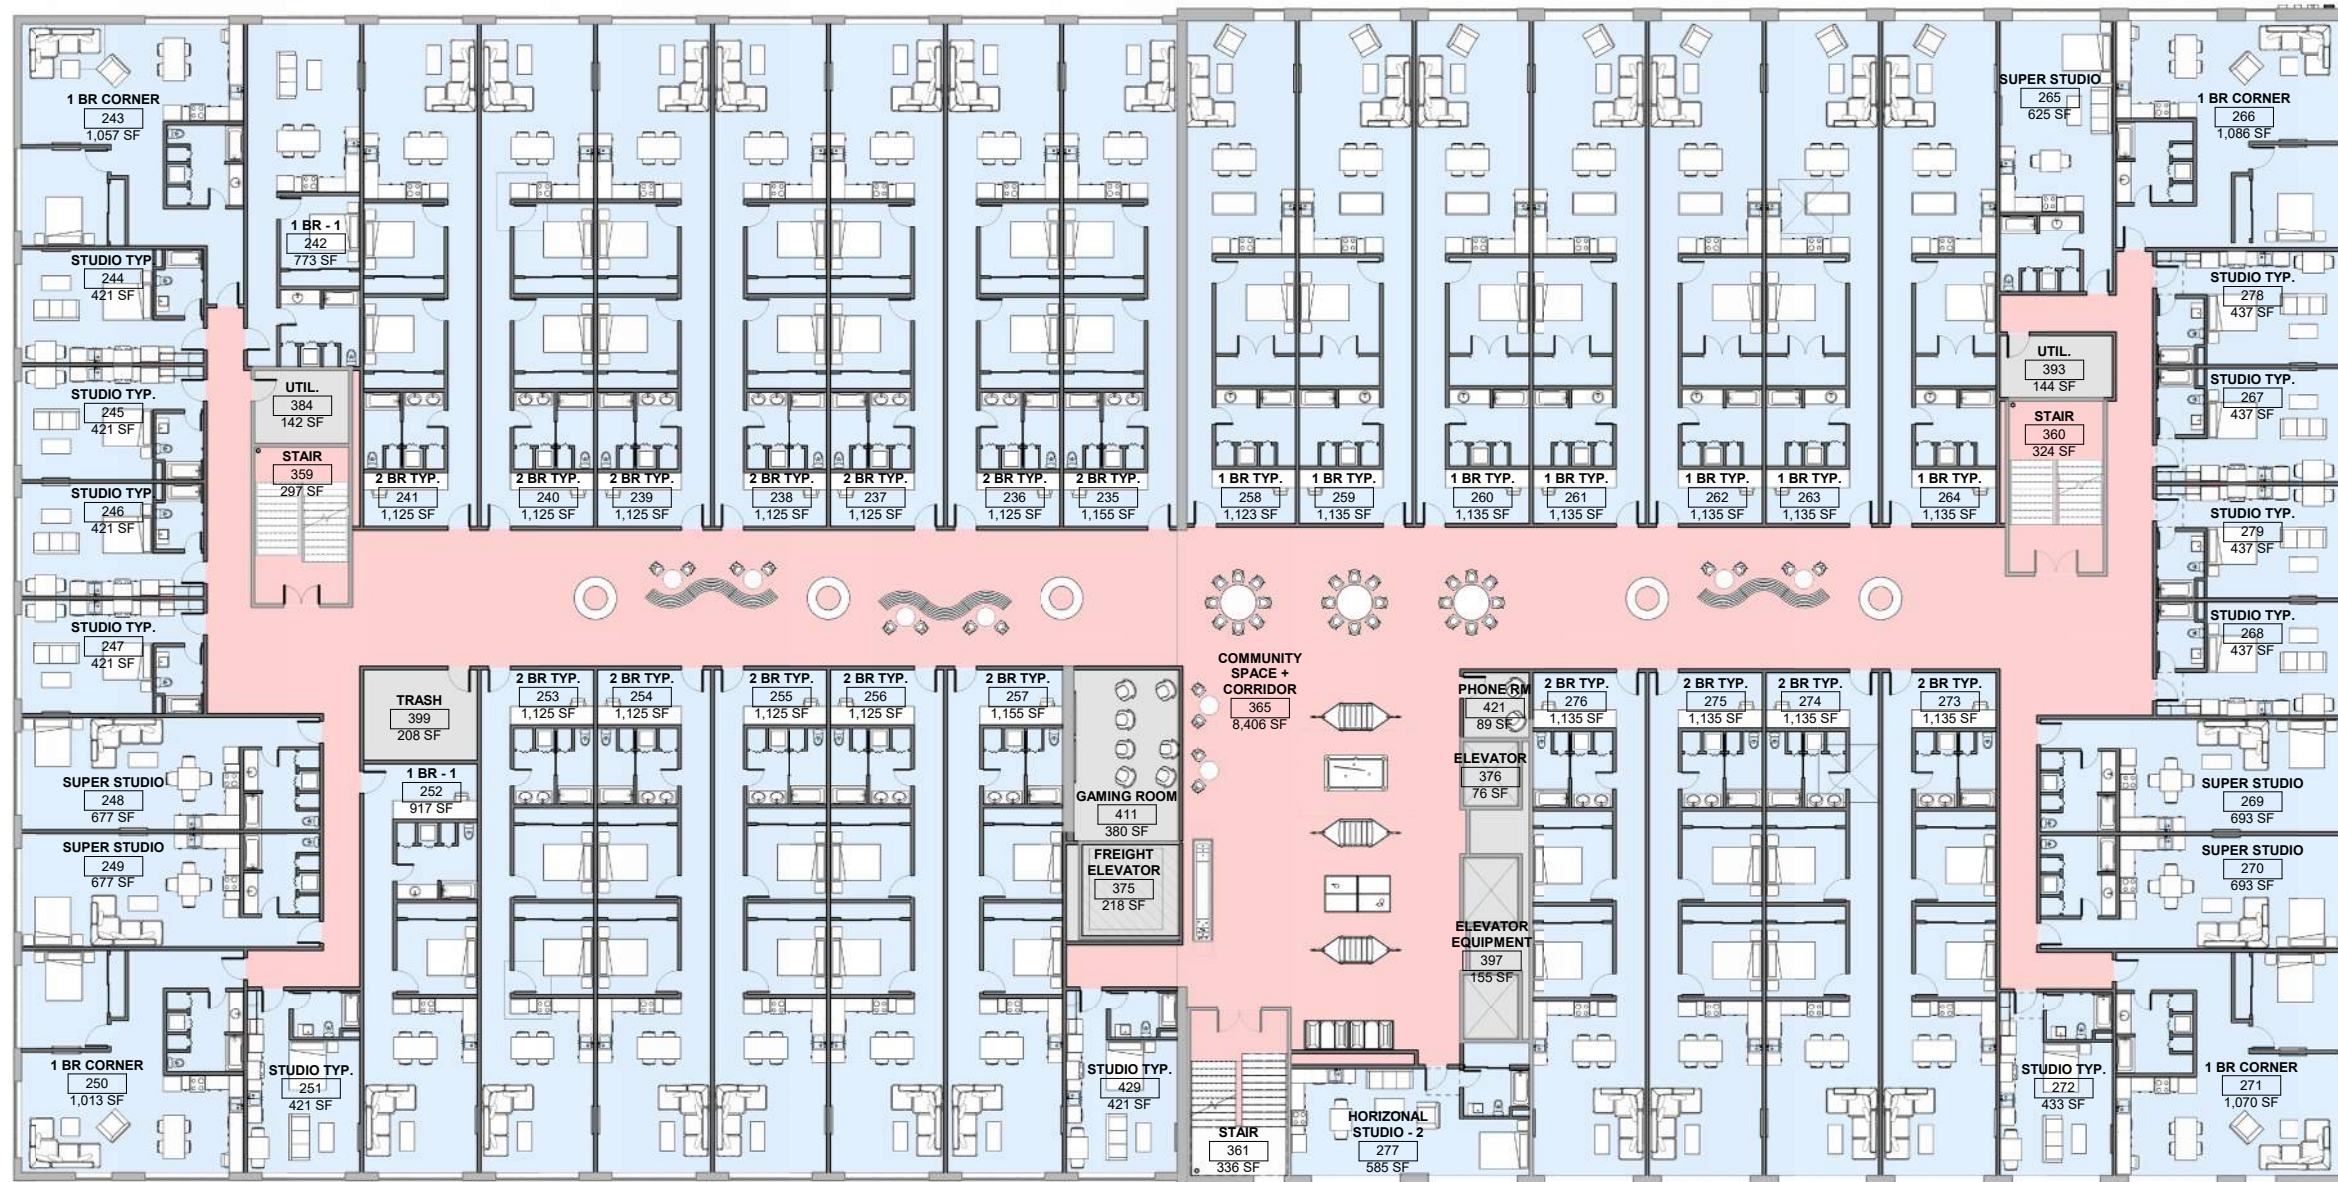 1 BR CORNER
243
1,057 SF
1 BR - 1
242
773 SF
STUDIO TYP.
244
421 SF
STUDIO TYP.
245
421 SF
STUDIO TYP.
246
421 SF
STUDIO TYP.
247
421 SF
UTIL.
384
142 SF
STAIR
359
297 SF
2 BR TYP.
241
1,125 SF
2 BR TYP.
240
1,125 SF
2 BR TYP.
239
1,125 SF
2 BR TYP.
238
1,125 SF
2 BR TYP.
237
1,125 SF
2 BR TYP.
236
1,125 SF
2 BR TYP.
235
1,155 SF
1 BR TYP.
258
1,123 SF
1 BR TYP.
259
1,135 SF
1 BR TYP.
260
1,135 SF
1 BR TYP.
261
1,135 SF
1 BR TYP.
262
1,135 SF
1 BR TYP.
263
1,135 SF
1 BR TYP.
264
1,135 SF
SUPER STUDIO
265
625 SF
1 BR CORNER
266
1,086 SF
UTIL.
393
144 SF
STAIR
360
324 SF
STUDIO TYP.
278
437 SF
STUDIO TYP.
267
437 SF
STUDIO TYP.
279
437 SF
STUDIO TYP.
268
437 SF
SUPER STUDIO
248
677 SF
SUPER STUDIO
249
677 SF
1 BR CORNER
250
1,013 SF
STUDIO TYP.
251
421 SF
TRASH
399
208 SF
1 BR - 1
252
917 SF
2 BR TYP.
253
1,125 SF
2 BR TYP.
254
1,125 SF
2 BR TYP.
255
1,125 SF
2 BR TYP.
256
1,125 SF
2 BR TYP.
257
1,155 SF
GAMING ROOM
411
380 SF
FREIGHT
ELEVATOR
375
218 SF
STUDIO TYP.
429
421 SF
COMMUNITY
SPACE +
CORRIDOR
365
8,406 SF
STAIR
361
336 SF
HORIZONAL
STUDIO - 2
277
585 SF
PHONE RM
421
89 SF
ELEVATOR
376
76 SF
ELEVATOR
EQUIPMENT
397
155 SF
2 BR TYP.
276
1,135 SF
2 BR TYP.
275
1,135 SF
2 BR TYP.
274
1,135 SF
2 BR TYP.
273
1,135 SF
SUPER STUDIO
269
693 SF
SUPER STUDIO
270
693 SF
STUDIO TYP.
272
433 SF
1 BR CORNER
271
1,070 SF